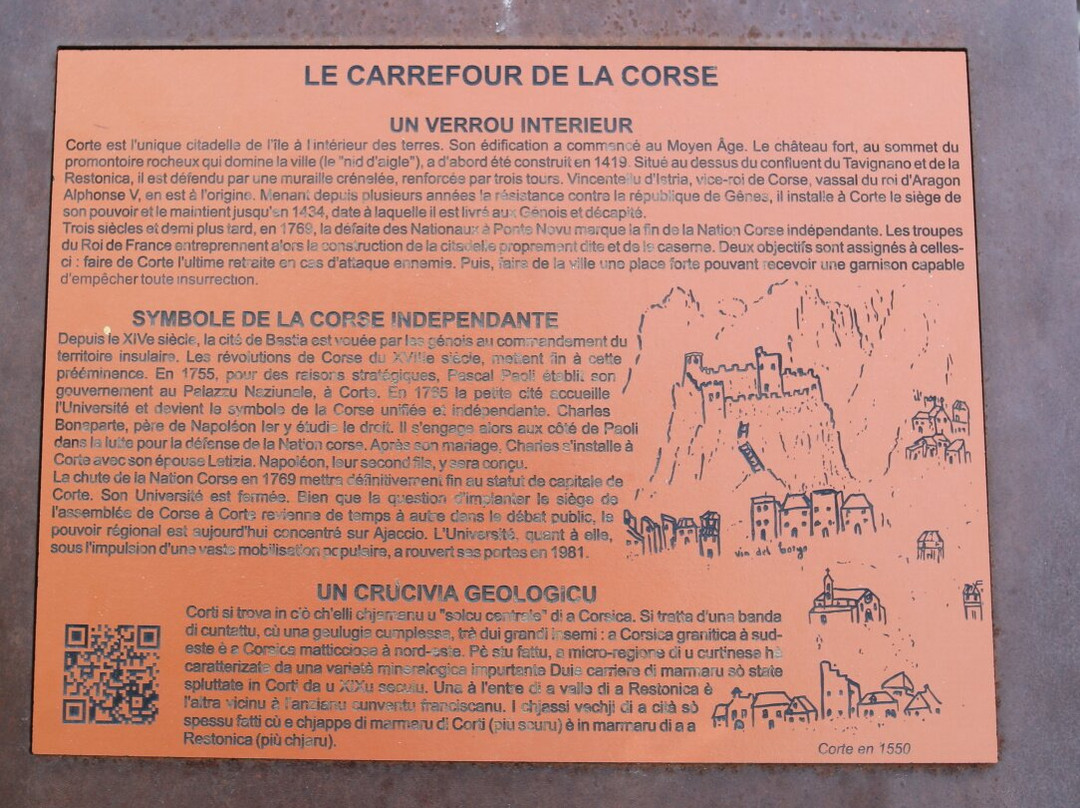 LE CARREFOUR DE LA CORSE
UN VERROU INTERIEUR
Corte est l'unique citadelle de l'île à l'intérieur des terres. Son édification a commencé au Moyen Âge. Le château fort, au sommet du
promontoire rocheux qui domine la ville (le "nid d'aigle"), a d'abord été construit en 1419. Situé au dessus du confluent du Tavignano et de la
Restonica, il est défendu par une muraille crénelée, renforcée par trois tours. Vincentellu d'Istria, vice-roi de Corse, vassal du roi d'Aragon
Alphonse V, en est à l'origine. Menant depuis plusieurs années la résistance contre la république de Gênes, il installe à Corte le siège de
son pouvoir et le maintient jusqu'en 1434, date à laquelle il est livré aux Génois et décapité.
Trois siècles et demi plus tard, en 1769, la défaite des Nationaux à Ponte Novu marque la fin de la Nation Corse indépendante. Les troupes
du Roi de France entreprennent alors la construction de la citadelle proprement dite et de la caserne. Deux objectifs sont assignés à celles-
ci : faire de Corte l'ultime retraite en cas d'attaque ennemie. Puis, faire de la ville une place forte pouvant recevoir une garnison capable
d'empêcher toute insurrection.
SYMBOLE DE LA CORSE INDEPENDANTE
Depuis le XIVe siècle, la cité de Bastia est vouée par les génois au commandement du
territoire insulaire. Les révolutions de Corse du XVIIIe siècle, mettent fin à cette
prééminence. En 1755, pour des raisons stratégiques, Pascal Paoli établit son
gouvernement au Palazzu Naziunale, à Corte. En 1765 la petite cité accueille
l'Université et devient le symbole de la Corse unifiée et indépendante. Charles
Bonaparte, père de Napoléon Ier y étudie le droit. Il s'engage alors aux côté de Paoli
dans la lutte pour la défense de la Nation corse. Après son mariage, Charles s'installe à
Corte avec son épouse Letizia. Napoléon, leur second fils, y sera conçu.
La chute de la Nation Corse en 1769 mettra définitivement fin au statut de capitale de
Corte. Son Université est fermée. Bien que la question d'implanter le siège de
l'assemblée de Corse à Corte revienne de temps à autre dans le débat public, le
pouvoir régional est aujourd'hui concentré sur Ajaccio. L'Université, quant à elle,
sous l'impulsion d'une vaste mobilisation populaire, a rouvert ses portes en 1981.
via del borgo
UN CRUCIVIA GEOLOGICU
Corti si trova in c'ò ch'elli chjamanu u "solcu centrale" di a Corsica. Si tratta d'una banda
di cuntattu, cù una geulugia cumplessa, trè dui grandi insemi : a Corsica granitica à sud-
este è a Corsica matticciosa à nord-este. Pè stu fattu, a micro-regione di u curtinese hè
caratterizata da una varietà mineralogica impurtante Duie carriere di marmaru sò state
spluttate in Corti da u XIXu seculu. Una à l'entre di a valle di a Restonica è
l'altra vicinu à l'anzianu cunventu franciscanu. I chjassi vechji di a cità sò
spessu fatti cù e chjappe di marmaru di Corti (più scuru) è in marmaru di a a
Restonica (più chjaru).
Corte en 1550